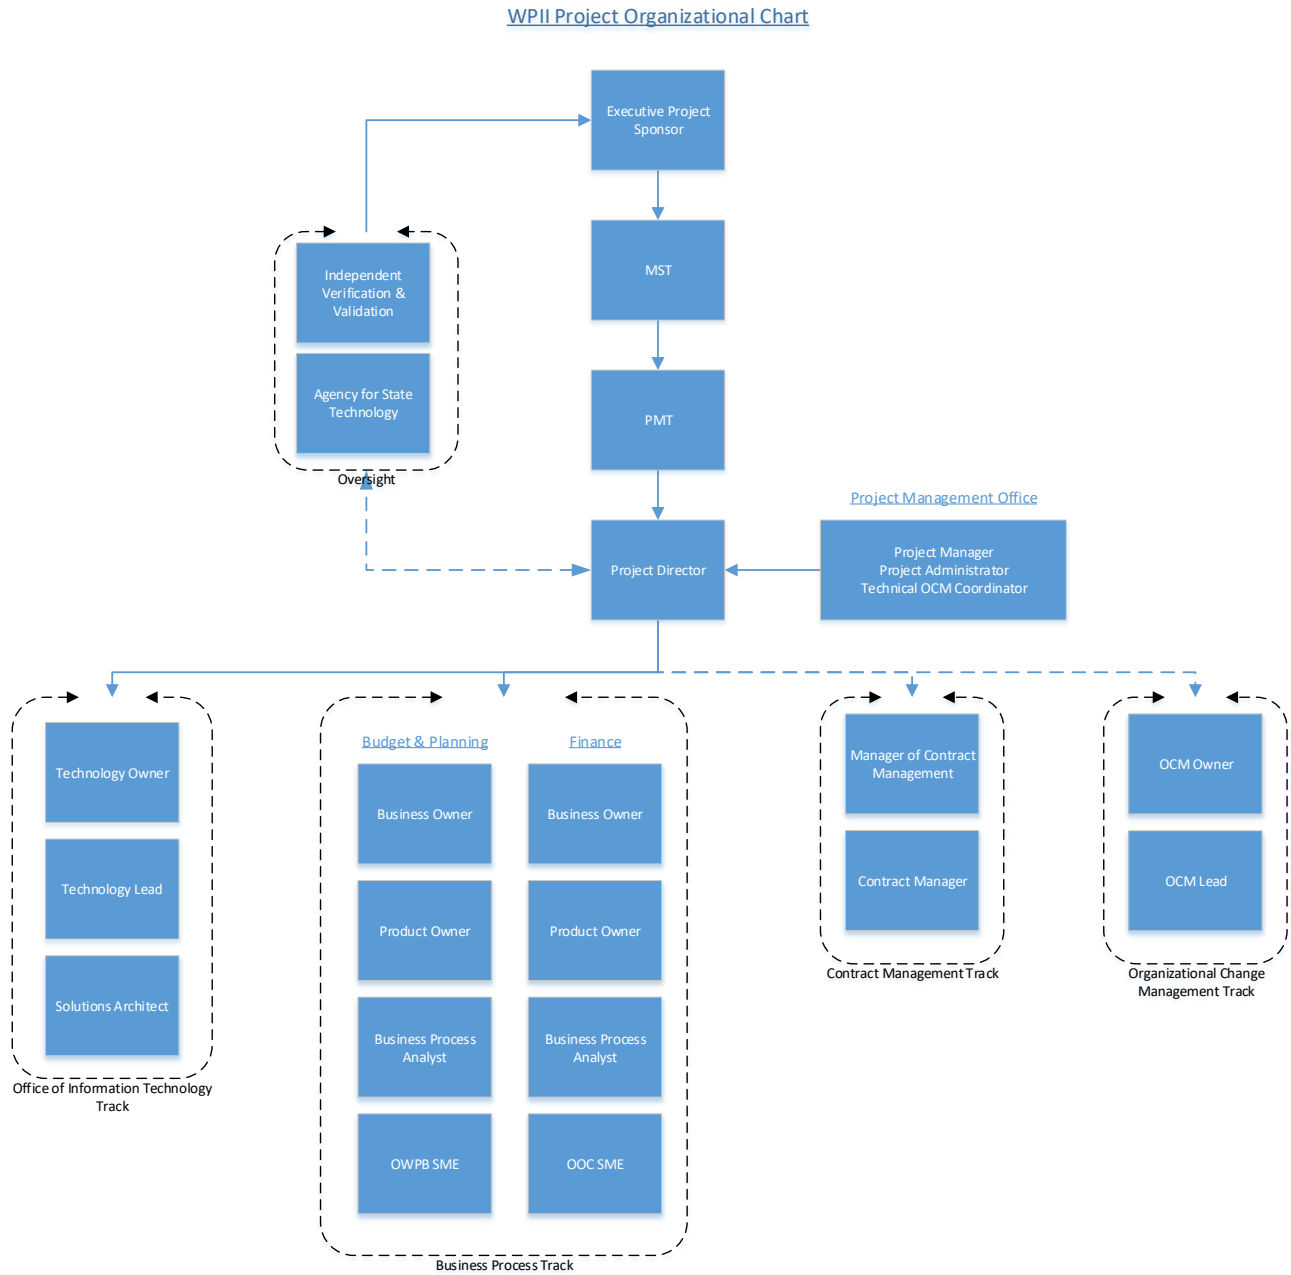 WPII Project Organizational Chart
Executive Project
Sponsor
MST
Independent
Verification &
Validation
Agency for State
Technology
Oversight
PMT
Project Management Office
Project Director
Project Manager
Project Administrator
Technical OCM Coordinator
Technology Owner
Technology Lead
Solutions Architect
Office of Information Technology
Track
Budget & Planning
Business Owner
Product Owner
Business Process
Analyst
OWPB SME
Finance
Business Owner
Product Owner
Business Process
Analyst
OOC SME
Business Process Track
Manager of Contract
Management
Contract Manager
Contract Management Track
OCM Owner
OCM Lead
Organizational Change
Management Track